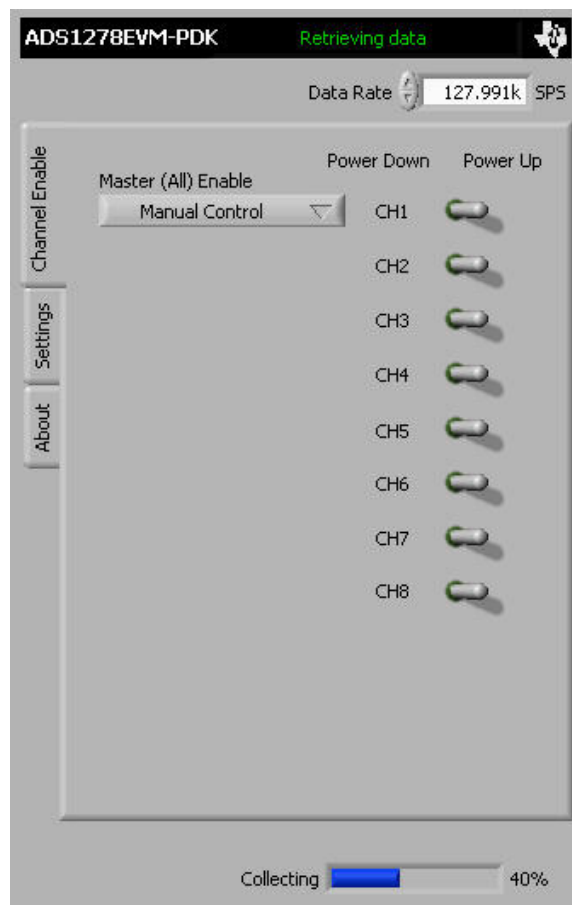 ADS1278EVM-PDK Retrieving data
Data Rate 127.991k SPS
Channel Enable
Settings
About
Power Down Power Up
Master (All) Enable
Manual Control
CH1
CH2
CH3
CH4
CH5
CH6
CH7
CH8
Collecting 40%